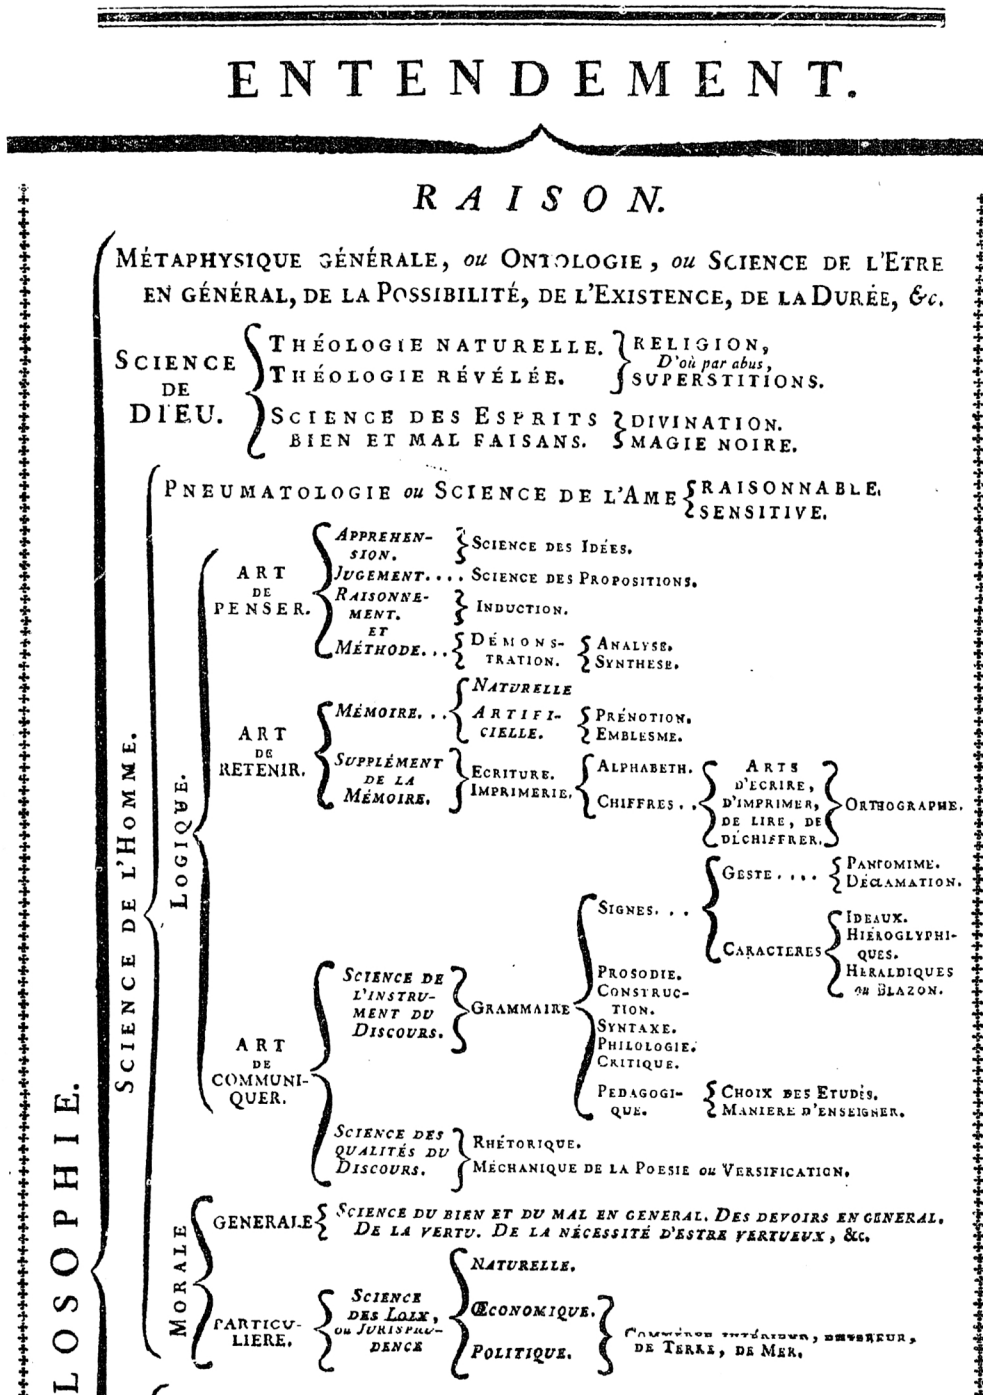 ENTENDEMENT.
RAISON.
MÉTAPHYSIQUE GÉNÉRALE, ou ONTOLOGIE, ou SCIENCE DE L'ETRE
EN GÉNÉRAL, DE LA POSSIBILITÉ, DE L'EXISTENCE, DE LA DURÉE, &c.
SCIENCE
DE
DIEU.
THÉOLOGIE NATURELLE.
THÉOLOGIE RÉVÉLÉE.
RELIGION,
D'où par abus,
SUPERSTITIONS.
SCIENCE DES ESPRITS
BIEN ET MAL FAISANS.
DIVINATION.
MAGIE NOIRE.
SCIENCE DE L'HOMME.
PNEUMATOLOGIE ou SCIENCE DE L'AME
RAISONNABLE.
SENSITIVE.
LOGIQUE.
ART
DE
PENSER.
APPREHEN-
SION.
SCIENCE DES IDÉES.
JUGEMENT.... SCIENCE DES PROPOSITIONS.
RAISONNE-
MENT.
INDUCTION.
ET
MÉTHODE...
DÉMONS-
TRATION.
ANALYSE.
SYNTHESE.
ART
DE
RETENIR.
MÉMOIRE...
NATURELLE
ARTIFI-
CIELLE.
PRÉNOTION.
EMBLESME.
SUPPLÉMENT
DE LA
MÉMOIRE.
ECRITURE.
IMPRIMERIE.
ALPHABETH.
CHIFFRES..
ARTS
D'ECRIRE,
D'IMPRIMER,
DE LIRE, DE
DÉCHIFFRER.
ORTHOGRAPHE.
ART
DE
COMMUNI-
QUER.
SCIENCE DE
L'INSTRU-
MENT DU
DISCOURS.
GRAMMAIRE
SIGNES...
GESTE....
PANTOMIME.
DÉCLAMATION.
CARACTERES
IDEAUX.
HIÉROGLYPHI-
QUES.
HÉRALDIQUES
ou BLAZON.
PROSODIE.
CONSTRUC-
TION.
SYNTAXE.
PHILOLOGIE.
CRITIQUE.
PEDAGOGI-
QUE.
CHOIX DES ETUDES.
MANIERE D'ENSEIGNER.
SCIENCE DES
QUALITÉS DU
DISCOURS.
RHÉTORIQUE.
MÉCHANIQUE DE LA POESIE ou VERSIFICATION.
MORALE
GENERALE
SCIENCE DU BIEN ET DU MAL EN GENERAL. DES DEVOIRS EN GENERAL.
DE LA VERTU. DE LA NÉCESSITÉ D'ESTRE VERTUEUX, &c.
PARTICU-
LIERE.
SCIENCE
DES LOIX,
ou JURISPRU-
DENCE
NATURELLE.
ŒCONOMIQUE.
POLITIQUE.
COMMERCE INTÉRIEUR,
DE TERRE, DE MER.
LOSOPHIE.